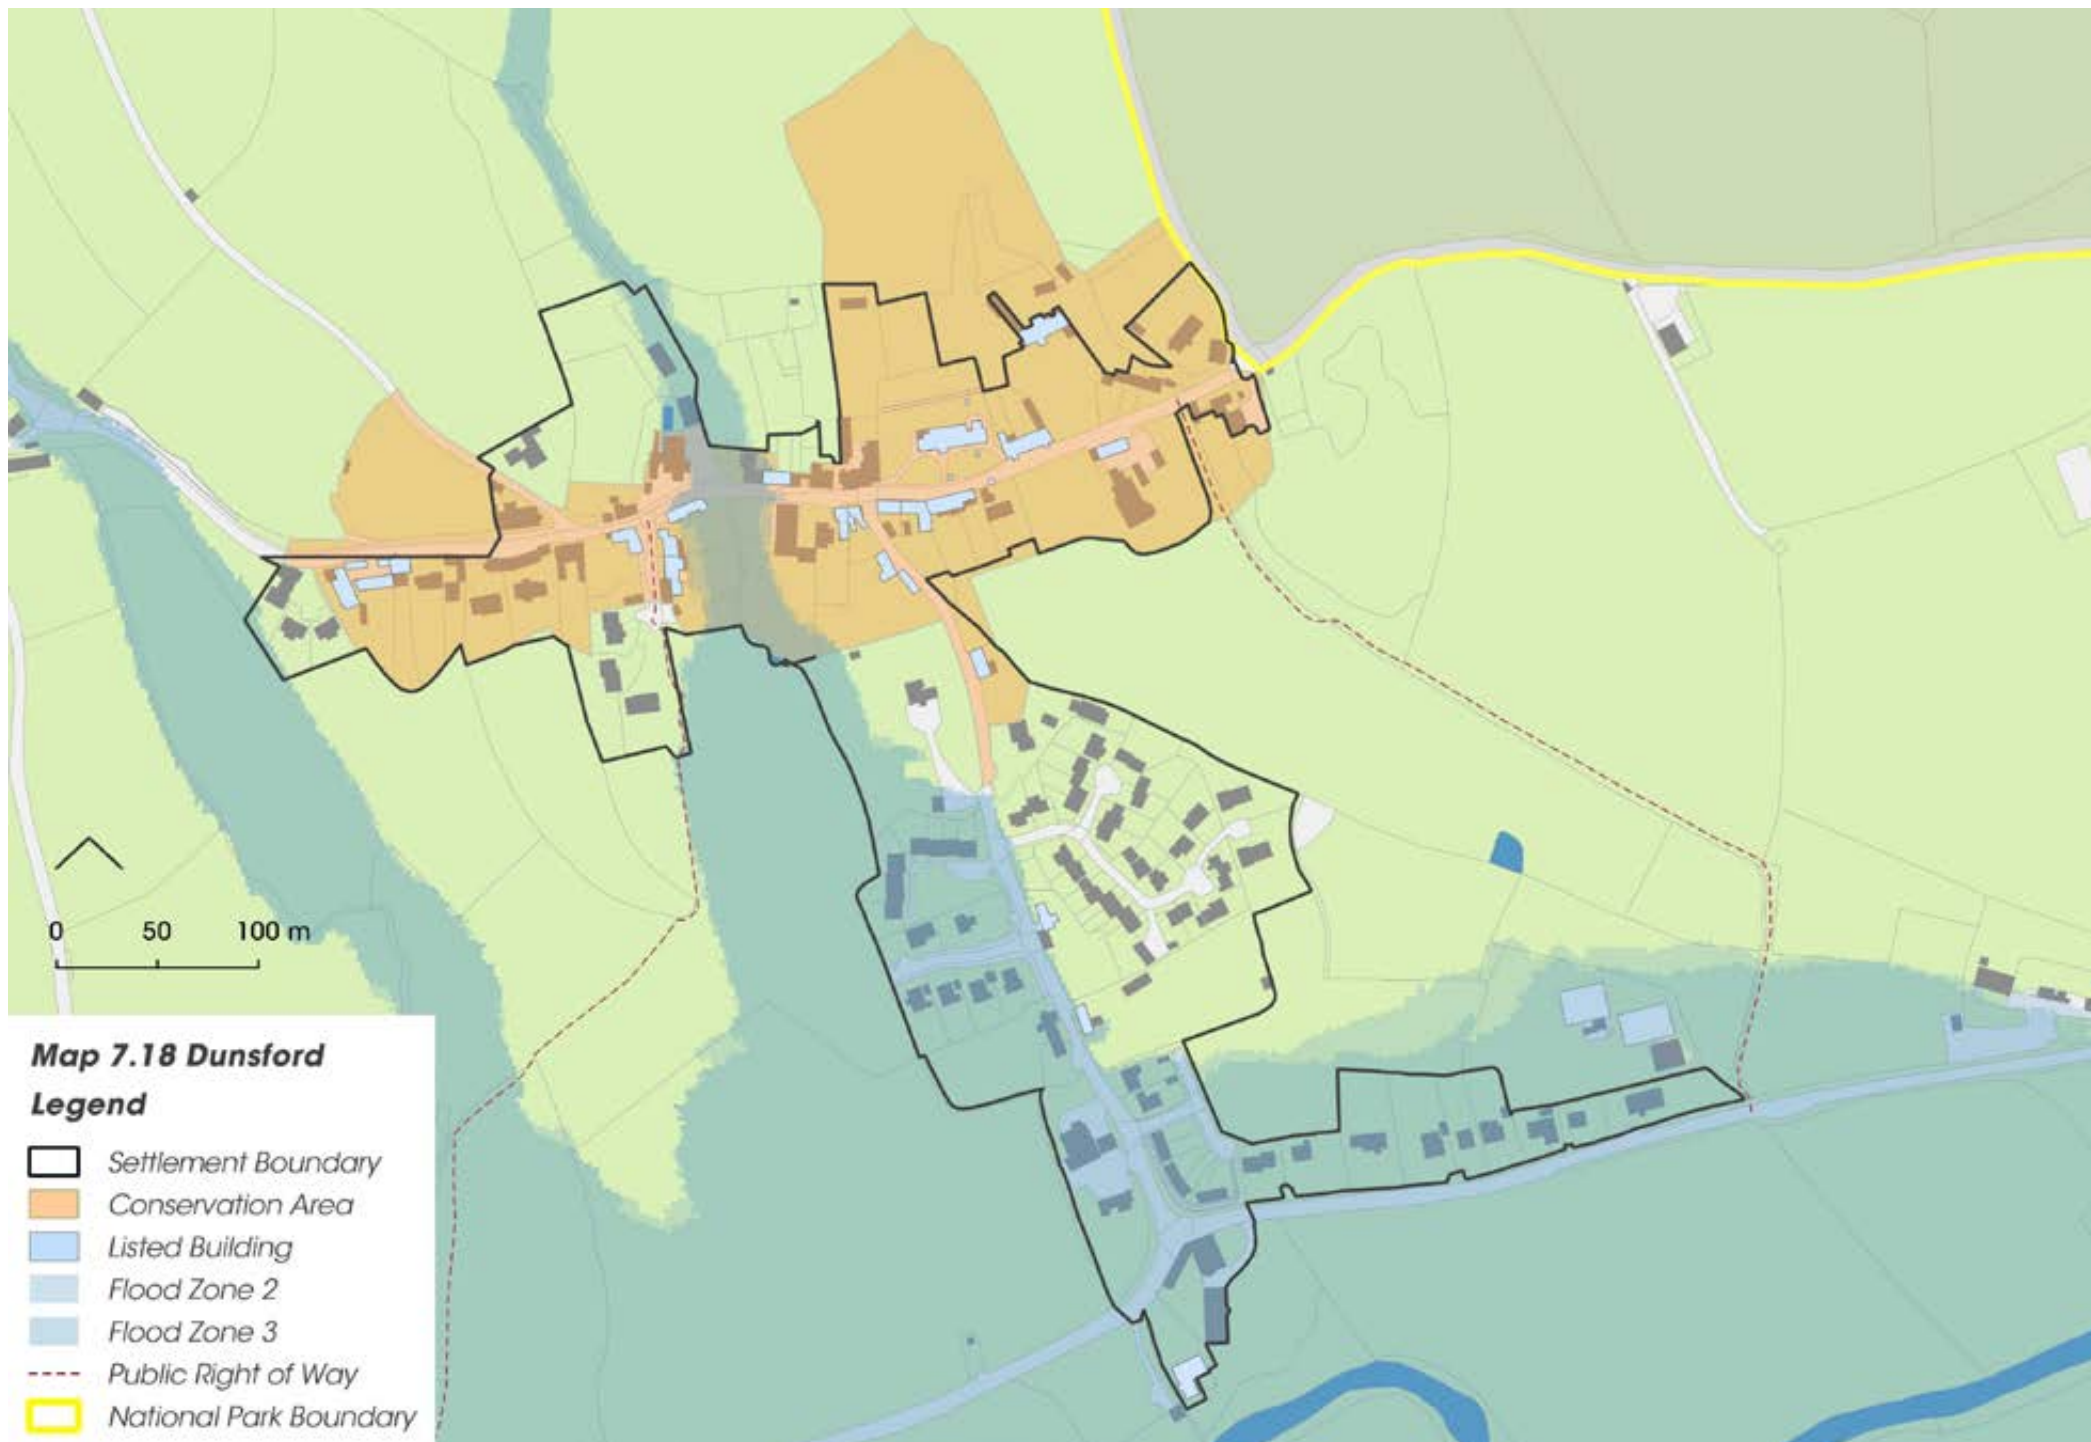 0 50 100 m
Map 7.18 Dunsford
Legend
Settlement Boundary
Conservation Area
Listed Building
Flood Zone 2
Flood Zone 3
Public Right of Way
National Park Boundary